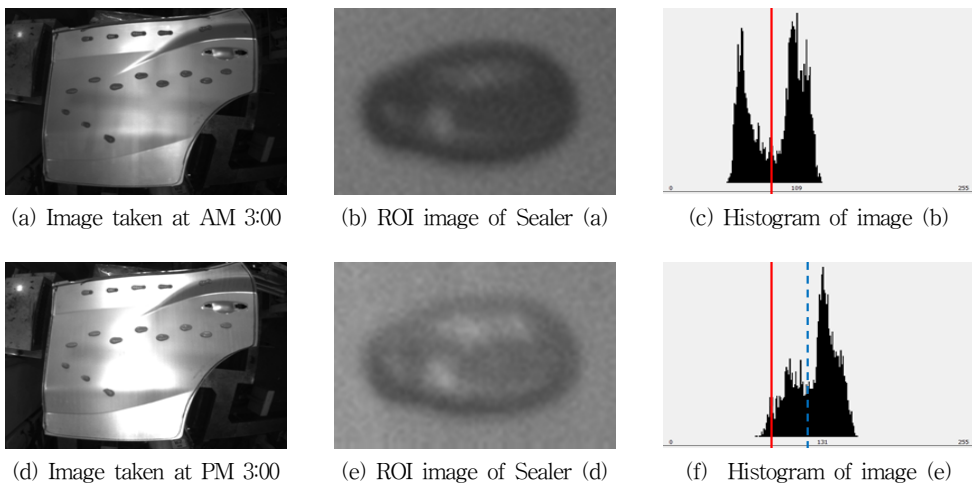 0 109 255
(a) Image taken at AM 3:00 (b) ROI image of Sealer (a) (c) Histogram of image (b)
0 131 255
(d) Image taken at PM 3:00 (e) ROI image of Sealer (d) (f) Histogram of image (e)